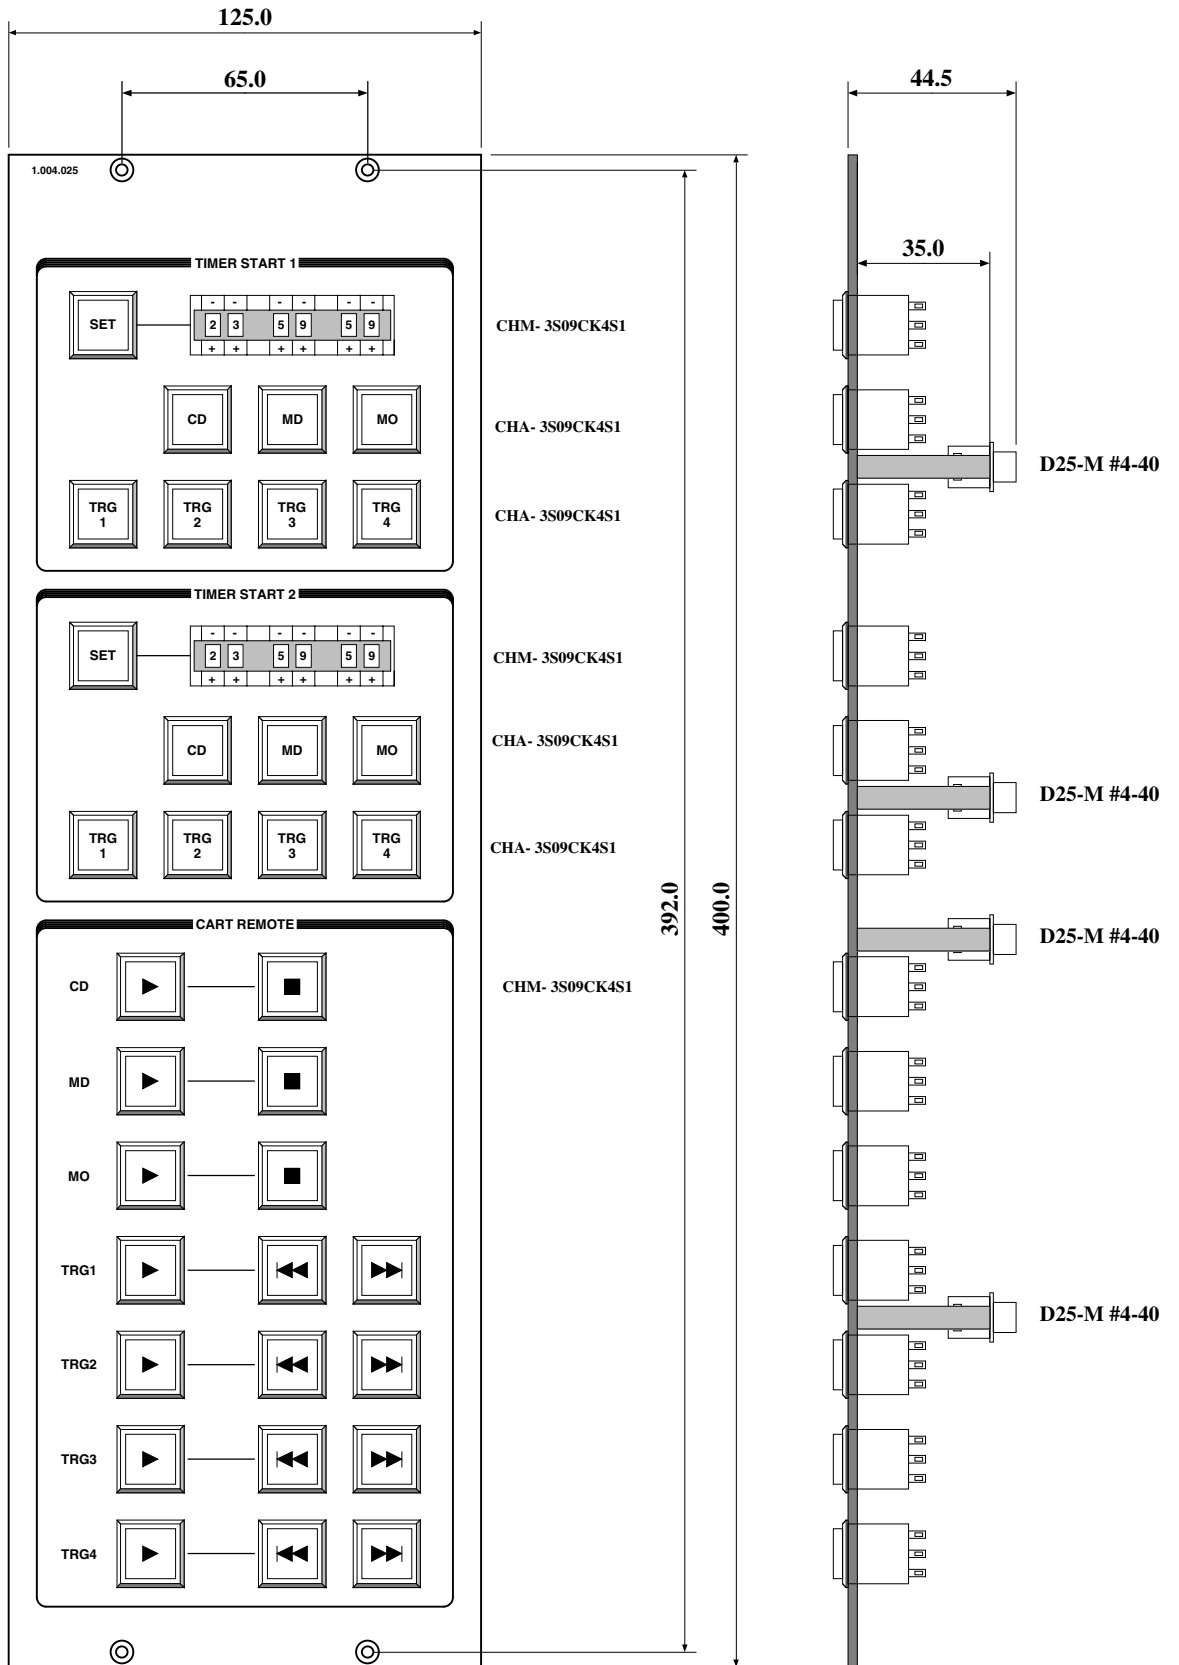 125.0
65.0
44.5
1.004.025
35.0
TIMER START 1
SET
- - - - - -
2 3 5 9 5 9
+ + + + + +
CHM- 3S09CK4S1
CD MD MO
CHA- 3S09CK4S1
D25-M #4-40
TRG 1
TRG 2
TRG 3
TRG 4
CHA- 3S09CK4S1
TIMER START 2
SET
- - - - - -
2 3 5 9 5 9
+ + + + + +
CHM- 3S09CK4S1
CD MD MO
CHA- 3S09CK4S1
D25-M #4-40
TRG 1
TRG 2
TRG 3
TRG 4
CHA- 3S09CK4S1
392.0
400.0
CART REMOTE
D25-M #4-40
CD
CHM- 3S09CK4S1
MD
MO
TRG1
D25-M #4-40
TRG2
TRG3
TRG4